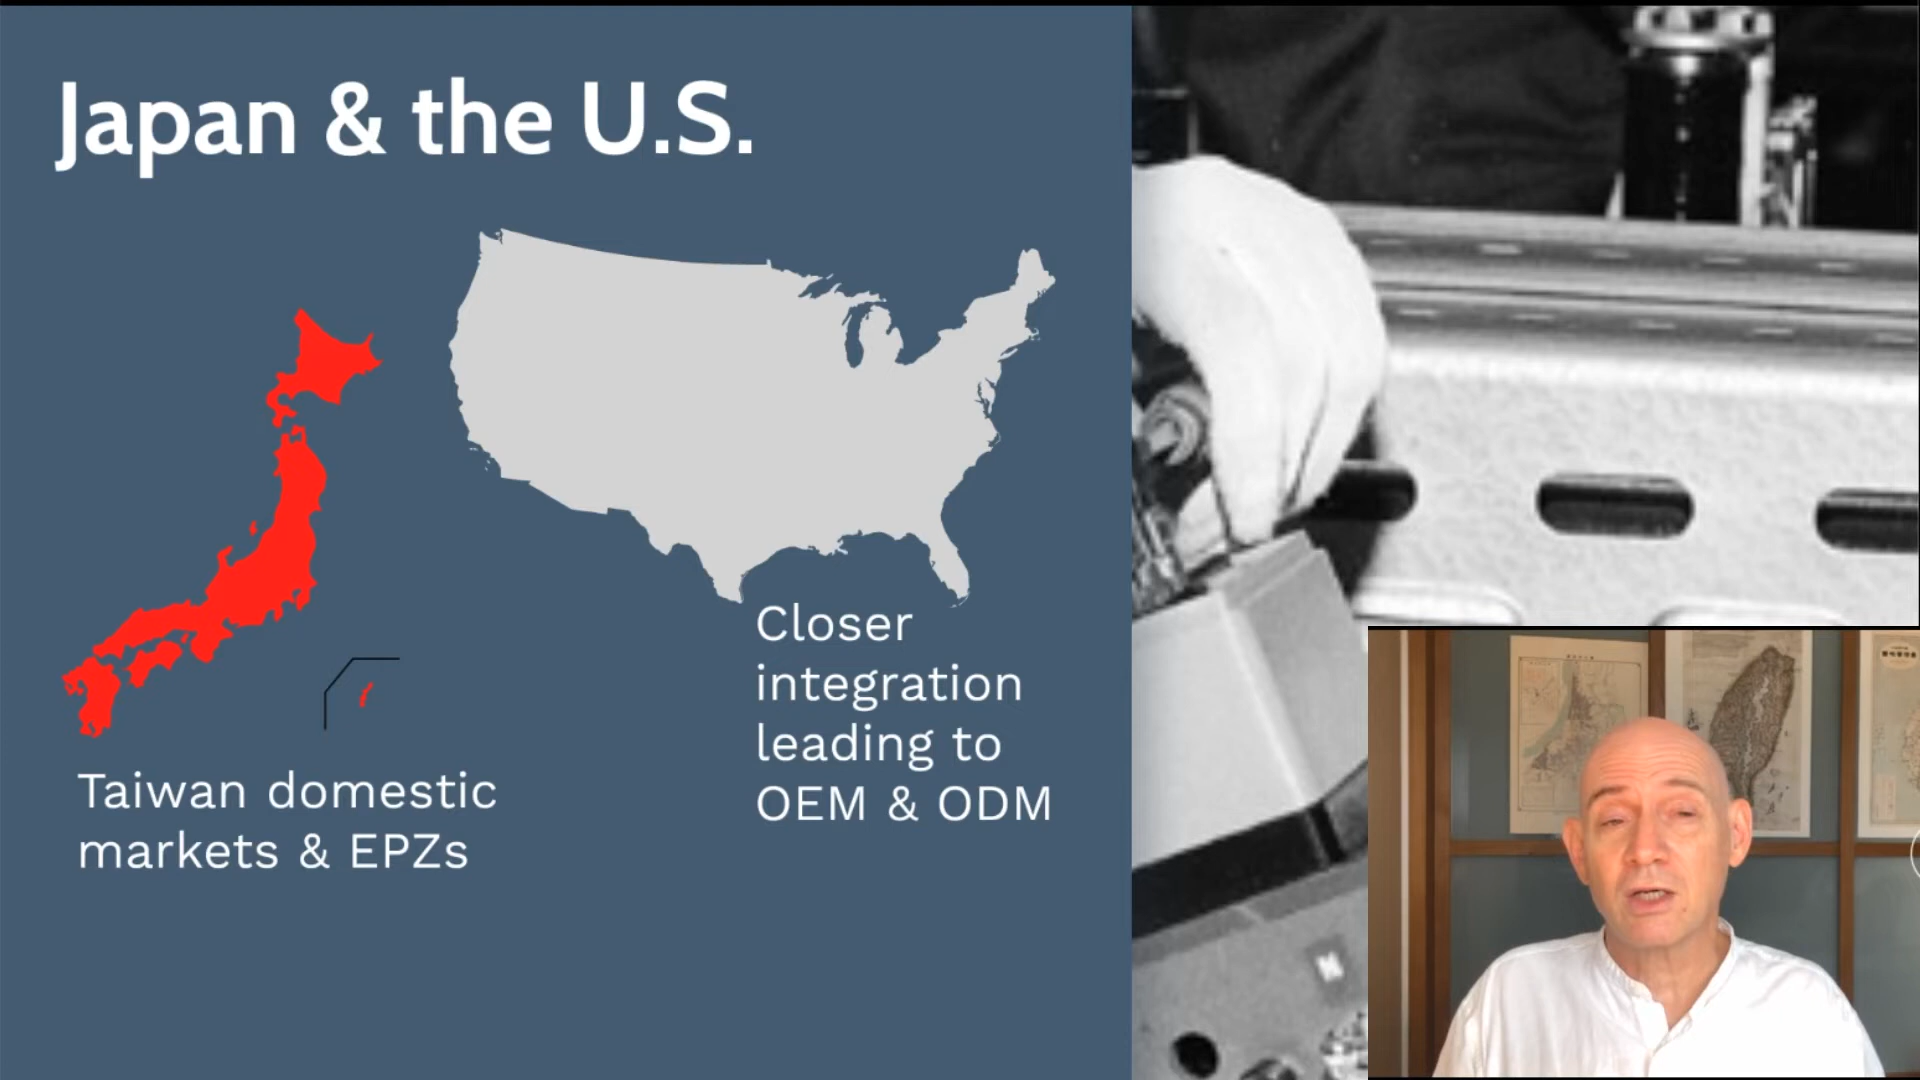 Japan & the U.S.
Closer
integration
leading to
OEM & ODM
Taiwan domestic
markets & EPZs